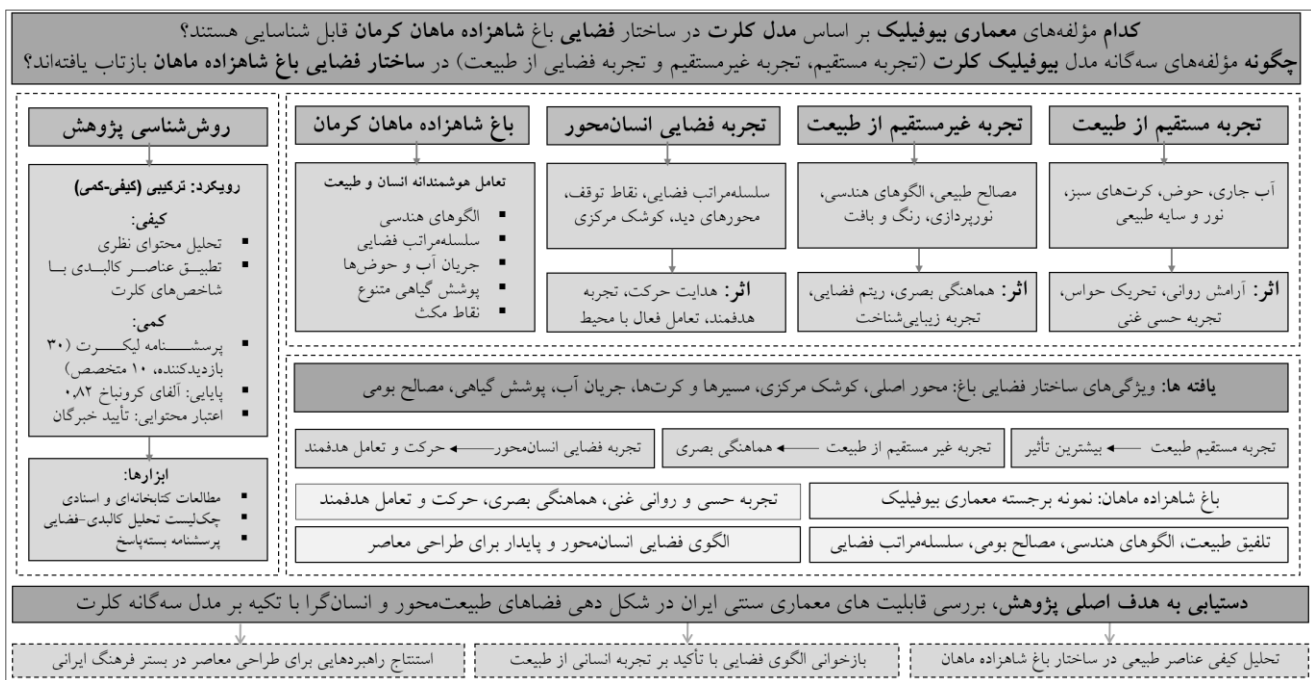 کدام مؤلفه‌های معماری بیوفیلیک بر اساس مدل کلرت در ساختار فضایی باغ شاهزاده ماهان کرمان قابل شناسایی هستند؟
چگونه مؤلفه‌های سه‌گانه مدل بیوفیلیک کلرت (تجربه مستقیم، تجربه غیرمستقیم و تجربه فضایی از طبیعت) در ساختار فضایی باغ شاهزاده ماهان بازتاب یافته‌اند؟
تجربه مستقیم از طبیعت
آب جاری، حوض، کرت‌های سبز،
نور و سایه طبیعی
اثر: آرامش روانی، تحریک حواس،
تجربه حسی غنی
تجربه غیرمستقیم از طبیعت
مصالح طبیعی، الگوهای هندسی،
نورپردازی، رنگ و بافت
اثر: هماهنگی بصری، ریتم فضایی،
تجربه زیبایی‌شناخت
تجربه فضایی انسان‌محور
سلسله‌مراتب فضایی، نقاط توقف،
محورهای دید، کوشک مرکزی
اثر: هدایت حرکت، تجربه
هدفمند، تعامل فعال با محیط
باغ شاهزاده ماهان کرمان
تعامل هوشمندانه انسان و طبیعت
▪ الگوهای هندسی
▪ سلسله‌مراتب فضایی
▪ جریان آب و حوض‌ها
▪ پوشش گیاهی متنوع
▪ نقاط مکث
روش‌شناسی پژوهش
رویکرد: ترکیبی (کیفی-کمی)
کیفی:
▪ تحلیل محتوای نظری
▪ تطبیق عناصر کالبدی با
شاخص‌های کلرت
کمی:
▪ پرسشنامه لیکرت (۳۰
بازدیدکننده، ۱۰ متخصص)
▪ پایایی: آلفای کرونباخ ۰٫۸۲
▪ اعتبار محتوایی: تأیید خبرگان
ابزارها:
▪ مطالعات کتابخانه‌ای و اسنادی
▪ چک‌لیست تحلیل کالبدی-فضایی
▪ پرسشنامه بسته‌پاسخ
یافته ها: ویژگی‌های ساختار فضایی باغ: محور اصلی، کوشک مرکزی، مسیرها و کرت‌ها، جریان آب، پوشش گیاهی، مصالح بومی
تجربه مستقیم طبیعت ← بیشترین تأثیر
تجربه غیر مستقیم از طبیعت ← هماهنگی بصری
تجربه فضایی انسان‌محور ← حرکت و تعامل هدفمند
باغ شاهزاده ماهان: نمونه برجسته معماری بیوفیلیک
تجربه حسی و روانی غنی، هماهنگی بصری، حرکت و تعامل هدفمند
تلفیق طبیعت، الگوهای هندسی، مصالح بومی، سلسله‌مراتب فضایی
الگوی فضایی انسان‌محور و پایدار برای طراحی معاصر
دستیابی به هدف اصلی پژوهش، بررسی قابلیت های معماری سنتی ایران در شکل دهی فضاهای طبیعت‌محور و انسان‌گرا با تکیه بر مدل سه‌گانه کلرت
تحلیل کیفی عناصر طبیعی در ساختار باغ شاهزاده ماهان
بازخوانی الگوی فضایی با تأکید بر تجربه انسانی از طبیعت
استنتاج راهبردهایی برای طراحی معاصر در بستر فرهنگ ایرانی